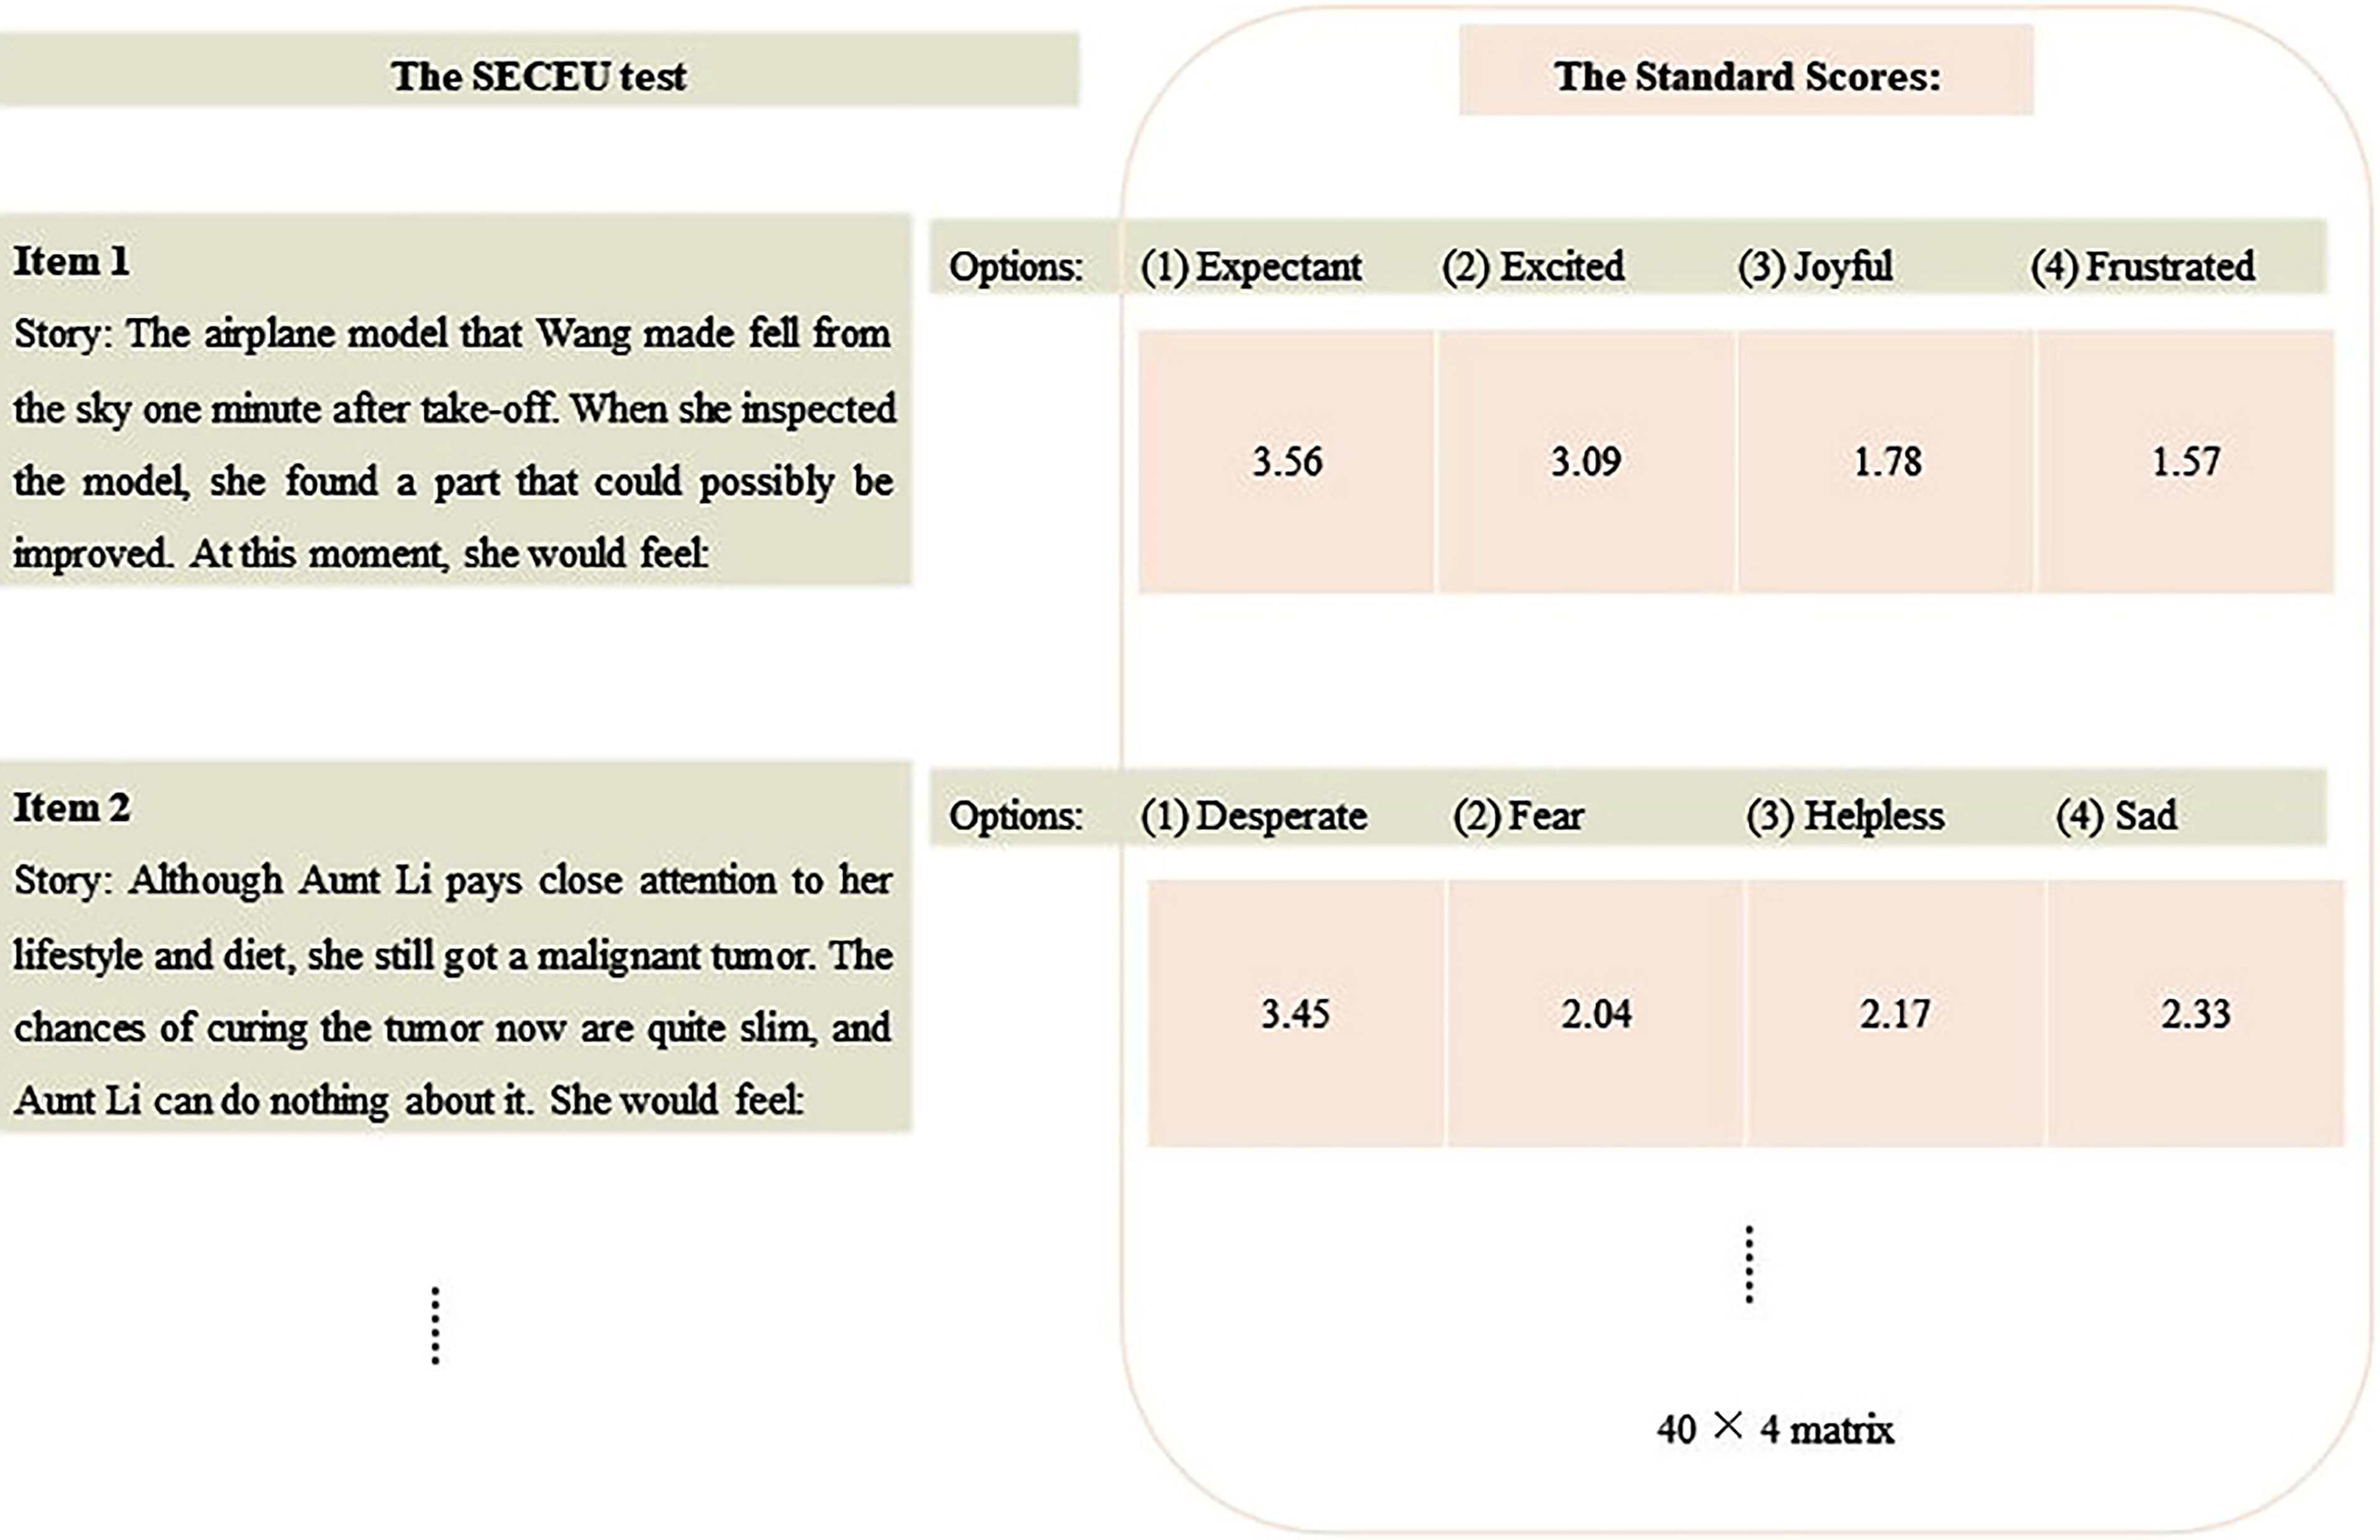 The SECEU test
The Standard Scores:
Item 1
Story: The airplane model that Wang made fell from
the sky one minute after take-off. When she inspected
the model, she found a part that could possibly be
improved. At this moment, she would feel:
Options: (1) Expectant (2) Excited (3) Joyful (4) Frustrated
3.56 3.09 1.78 1.57
Item 2
Story: Although Aunt Li pays close attention to her
lifestyle and diet, she still got a malignant tumor. The
chances of curing the tumor now are quite slim, and
Aunt Li can do nothing about it. She would feel:
Options: (1) Desperate (2) Fear (3) Helpless (4) Sad
3.45 2.04 2.17 2.33
40 × 4 matrix